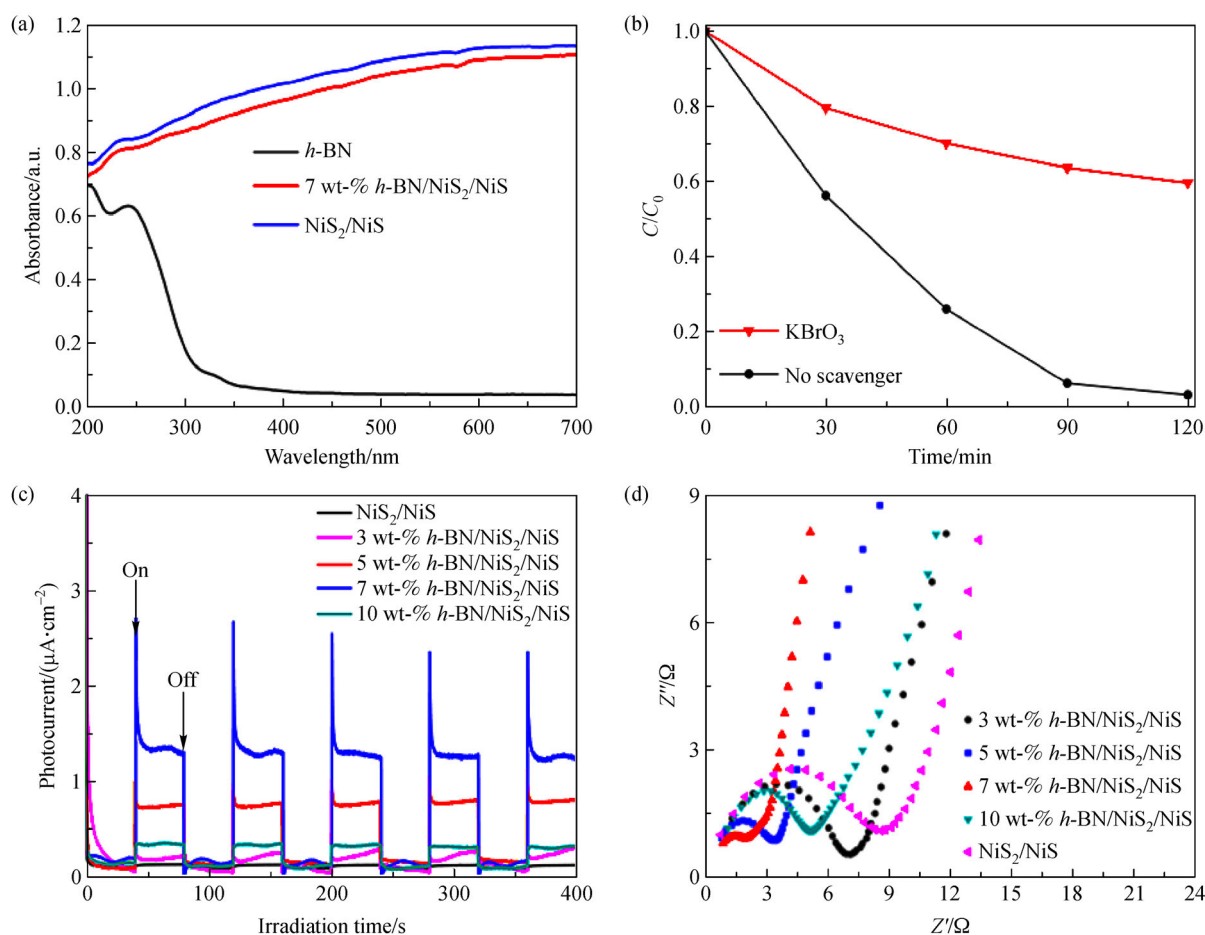 (a)
1.2
1.0
0.8
0.6
0.4
0.2
0.0
Absorbance/a.u.
h-BN
7 wt-% h-BN/NiS₂/NiS
NiS₂/NiS
200
300
400
500
600
700
Wavelength/nm
(b)
1.0
0.8
0.6
0.4
0.2
0.0
C/C₀
KBrO₃
No scavenger
0
30
60
90
120
Time/min
(c)
4
3
2
1
0
Photocurrent/(μA·cm⁻²)
On
Off
NiS₂/NiS
3 wt-% h-BN/NiS₂/NiS
5 wt-% h-BN/NiS₂/NiS
7 wt-% h-BN/NiS₂/NiS
10 wt-% h-BN/NiS₂/NiS
0
100
200
300
400
Irradiation time/s
(d)
9
6
3
0
Z″/Ω
3 wt-% h-BN/NiS₂/NiS
5 wt-% h-BN/NiS₂/NiS
7 wt-% h-BN/NiS₂/NiS
10 wt-% h-BN/NiS₂/NiS
NiS₂/NiS
0
3
6
9
12
15
18
21
24
Z′/Ω